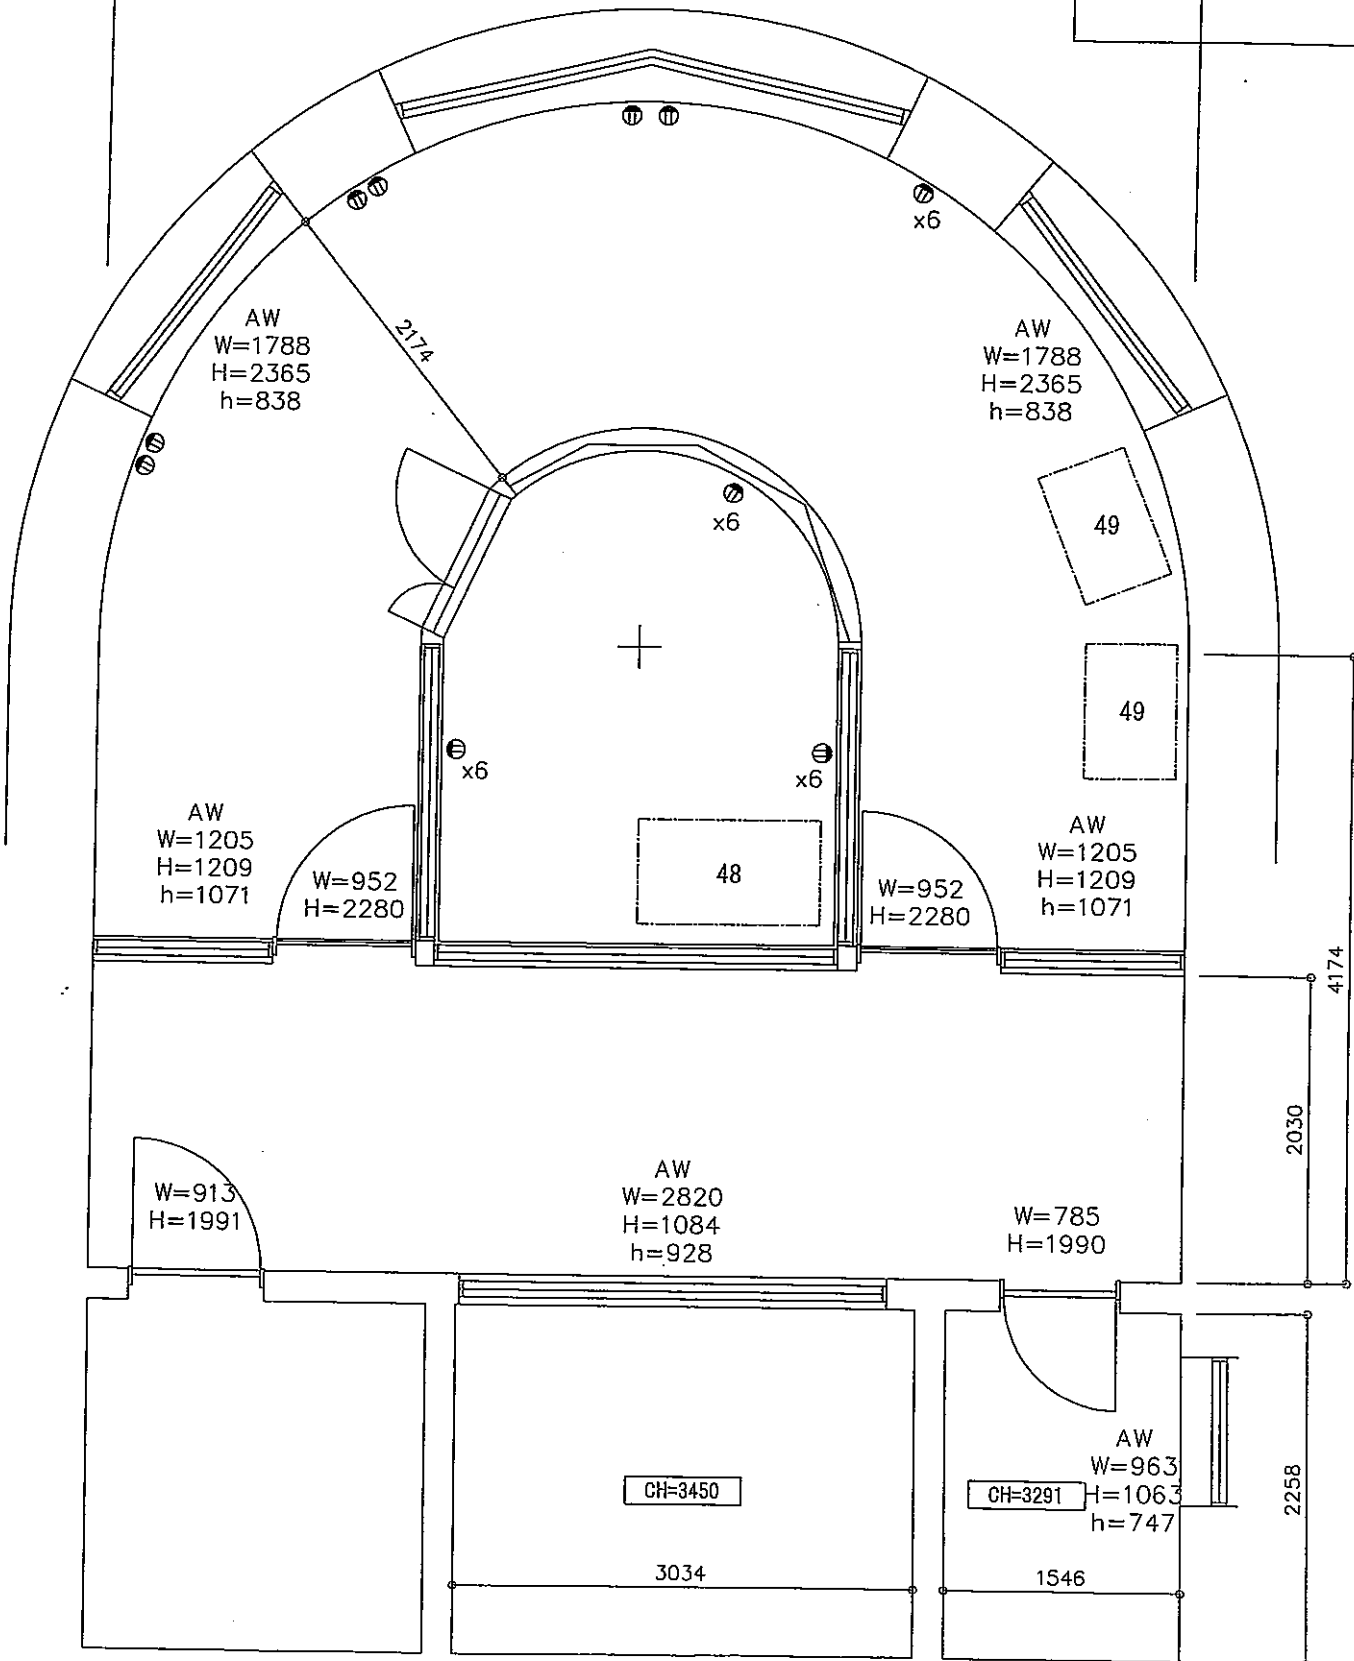 x6
2174
AW
W=1788
H=2365
h=838
AW
W=1788
H=2365
h=838
49
x6
49
x6
x6
AW
W=1205
H=1209
h=1071
W=952
H=2280
48
W=952
H=2280
AW
W=1205
H=1209
h=1071
4174
2030
W=913
H=1991
AW
W=2820
H=1084
h=928
W=785
H=1990
CH=3450
CH=3291
AW
W=963
H=1063
h=747
2258
3034
1546